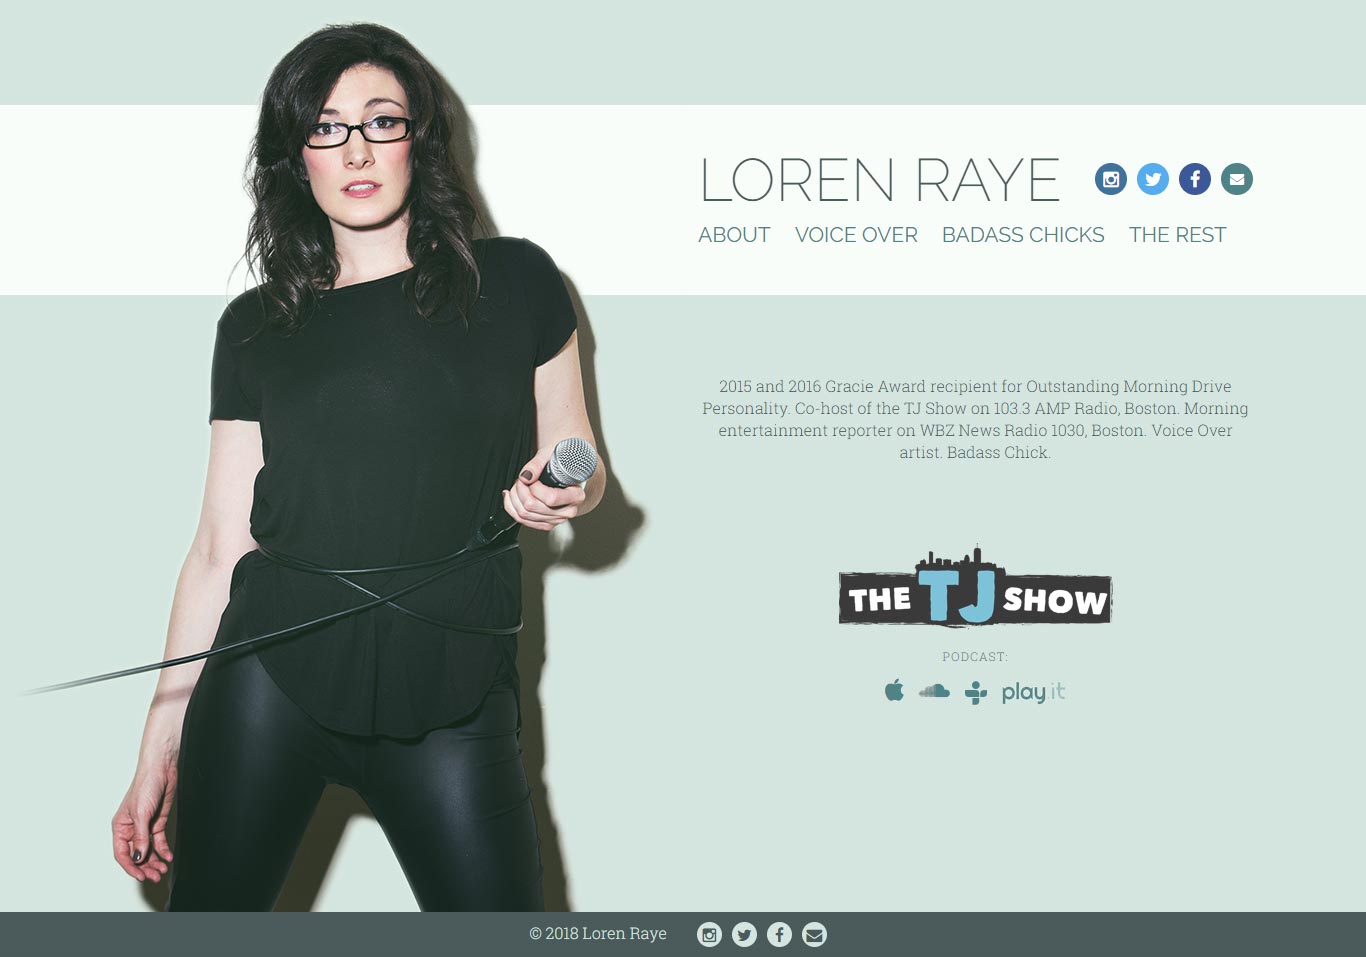 LOREN RAYE
ABOUT VOICE OVER BADASS CHICKS THE REST
2015 and 2016 Gracie Award recipient for Outstanding Morning Drive
Personality. Co-host of the TJ Show on 103.3 AMP Radio, Boston. Morning
entertainment reporter on WBZ News Radio 1030, Boston. Voice Over
artist. Badass Chick.
THE TJ SHOW
PODCAST:
play.it
© 2018 Loren Raye